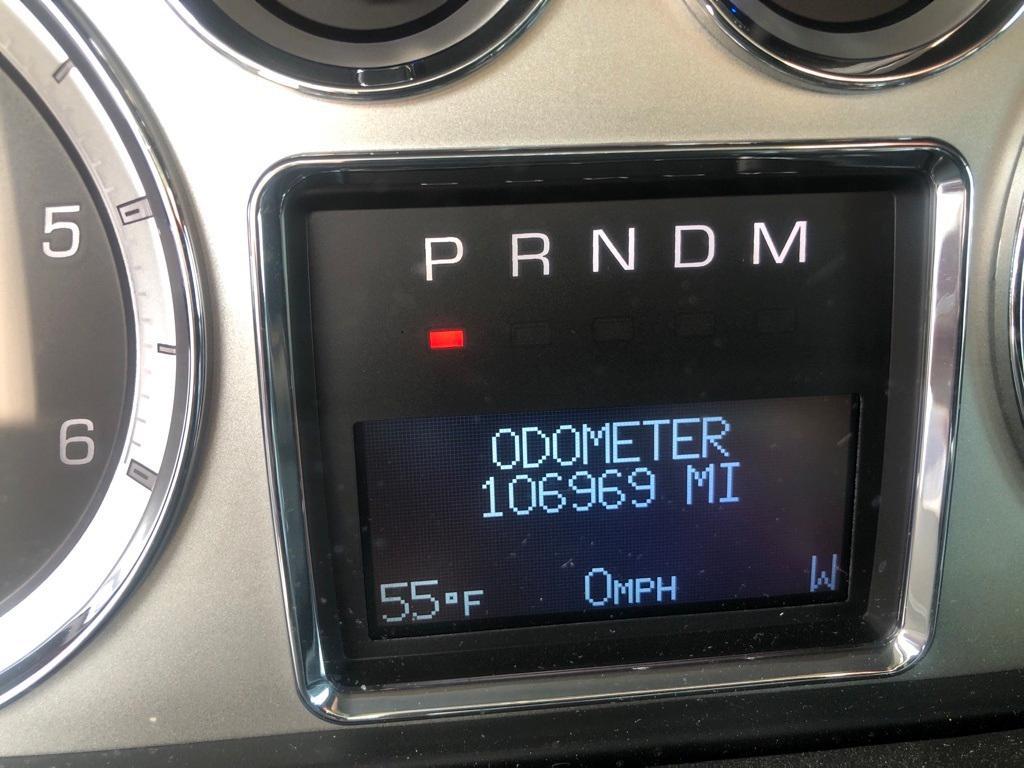 P R N D M
5
6
ODOMETER
106969 MI
55°F 0MPH W